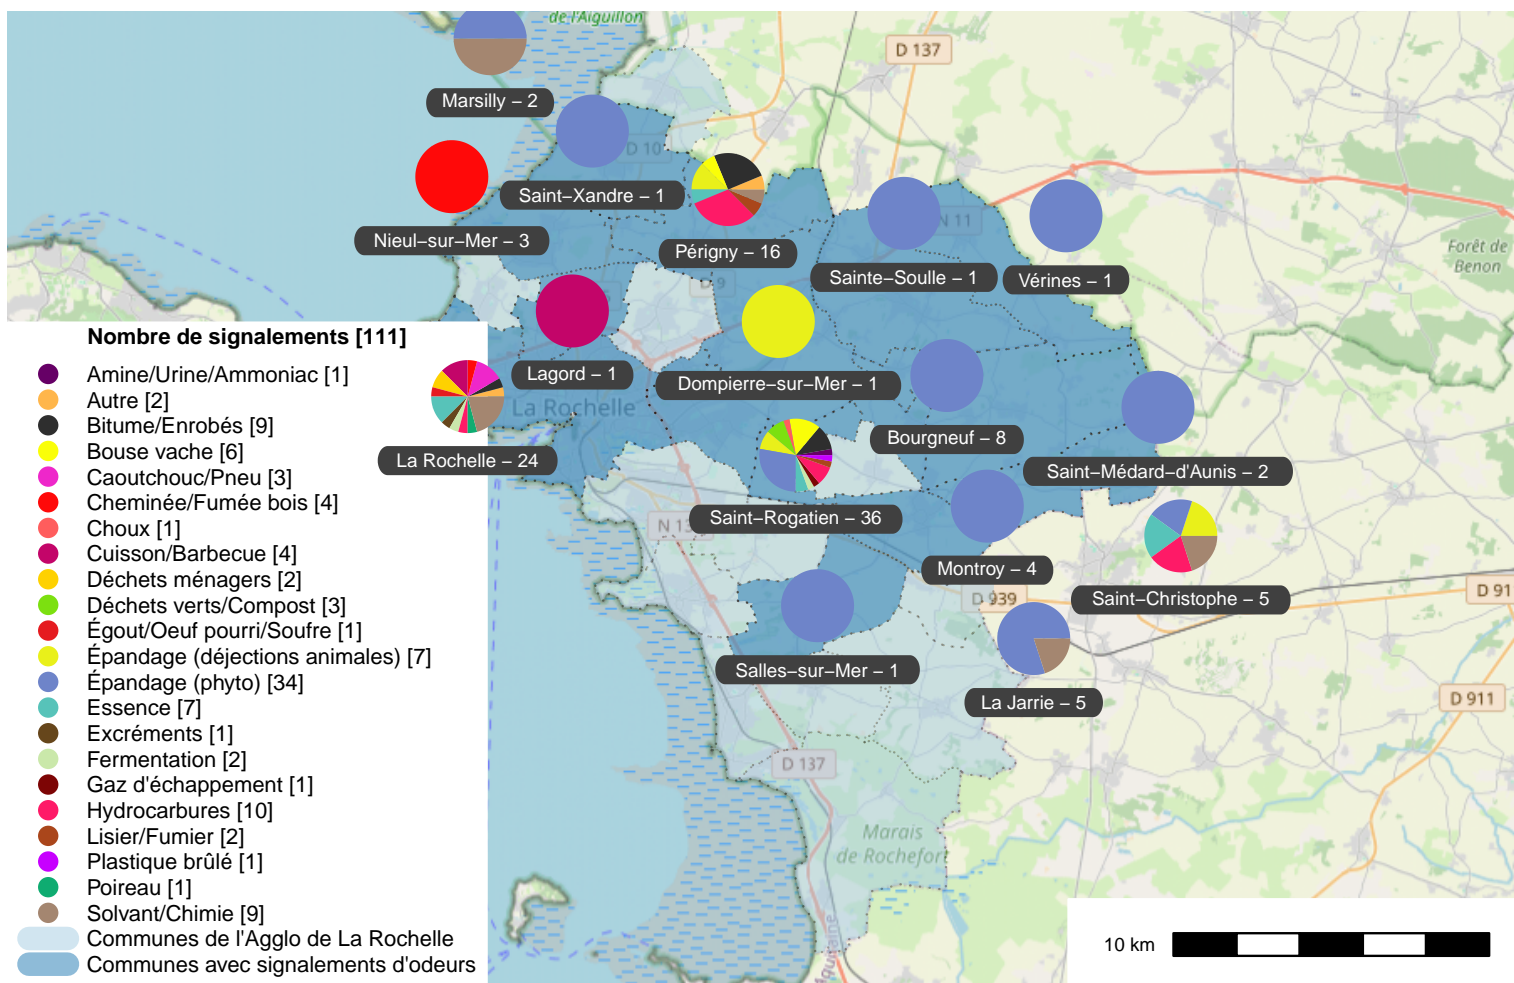 de l'Aiguillon
D 137
Marsilly – 2
D 10
Saint–Xandre – 1
Nieul–sur–Mer – 3
Périgny – 16
N 11
Sainte–Soulle – 1
Vérines – 1
Forêt de
Benon
D 9
Lagord – 1
Dompierre–sur–Mer – 1
La Rochelle
La Rochelle – 24
Bourgneuf – 8
Saint–Médard–d'Aunis – 2
Saint–Rogatien – 36
N 13
Montroy – 4
D 939
Saint–Christophe – 5
D 91
Salles–sur–Mer – 1
La Jarrie – 5
D 911
D 137
Marais
de Rochefort
Aquitaine
Nombre de signalements [111]
Amine/Urine/Ammoniac [1]
Autre [2]
Bitume/Enrobés [9]
Bouse vache [6]
Caoutchouc/Pneu [3]
Cheminée/Fumée bois [4]
Choux [1]
Cuisson/Barbecue [4]
Déchets ménagers [2]
Déchets verts/Compost [3]
Égout/Oeuf pourri/Soufre [1]
Épandage (déjections animales) [7]
Épandage (phyto) [34]
Essence [7]
Excréments [1]
Fermentation [2]
Gaz d'échappement [1]
Hydrocarbures [10]
Lisier/Fumier [2]
Plastique brûlé [1]
Poireau [1]
Solvant/Chimie [9]
Communes de l'Agglo de La Rochelle
Communes avec signalements d'odeurs
10 km